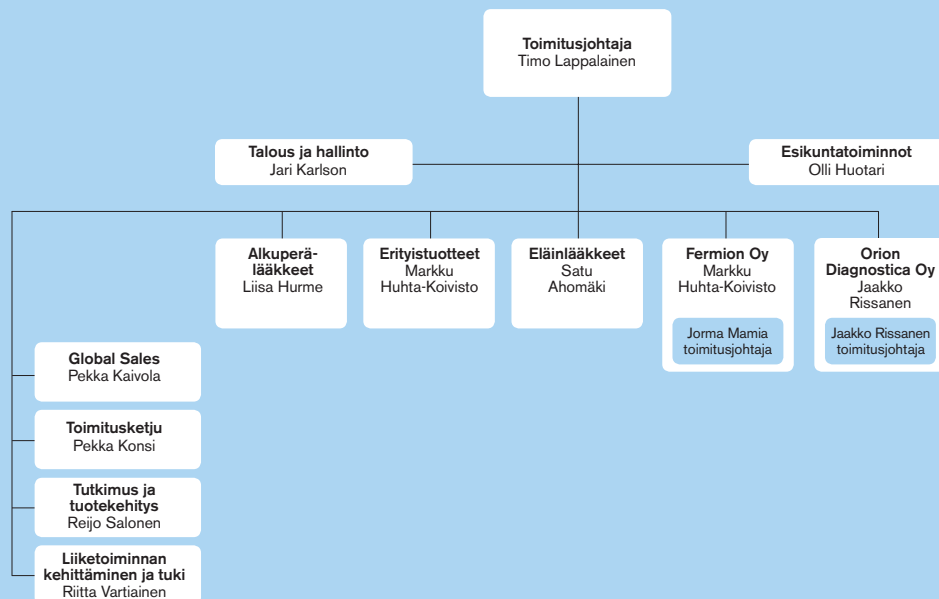 Toimitusjohtaja
Timo Lappalainen
Talous ja hallinto
Jari Karlson
Esikuntatoiminnot
Olli Huotari
Alkuperä-
lääkkeet
Liisa Hurme
Erityistuotteet
Markku
Huhta-Koivisto
Eläinlääkkeet
Satu
Ahomäki
Fermion Oy
Markku
Huhta-Koivisto
Jorma Mamia
toimitusjohtaja
Orion
Diagnostica Oy
Jaakko
Rissanen
Jaakko Rissanen
toimitusjohtaja
Global Sales
Pekka Kaivola
Toimitusketju
Pekka Konsi
Tutkimus ja
tuotekehitys
Reijo Salonen
Liiketoiminnan
kehittäminen ja tuki
Riitta Vartiainen